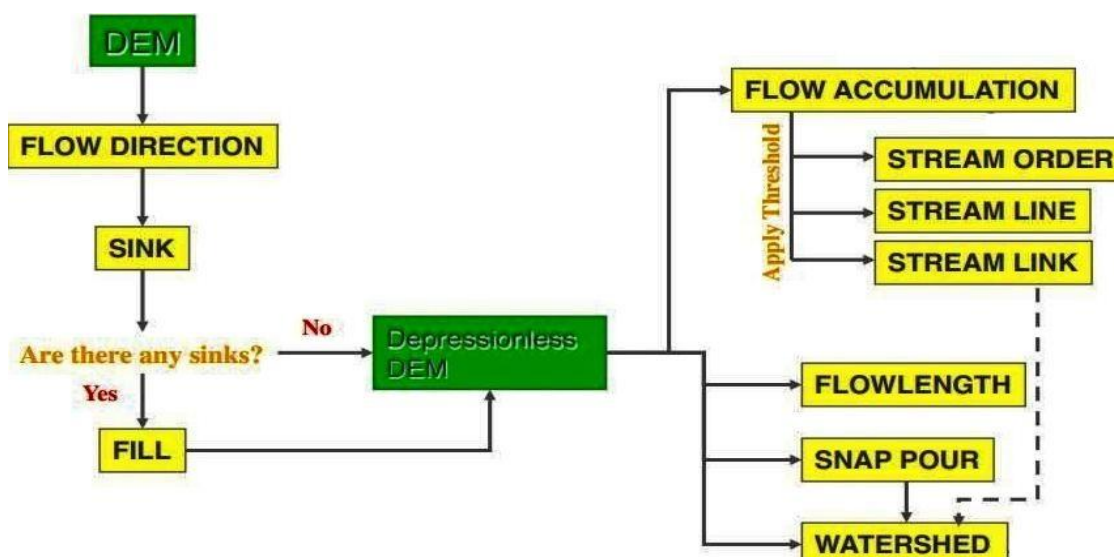 DEM
FLOW DIRECTION
SINK
Are there any sinks?
No
Yes
FILL
Depressionless
DEM
FLOW ACCUMULATION
Apply Threshold
STREAM ORDER
STREAM LINE
STREAM LINK
FLOWLENGTH
SNAP POUR
WATERSHED